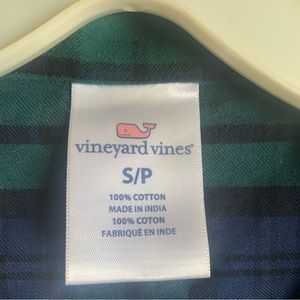 vineyard vines®
S/P
100% COTTON
MADE IN INDIA
100% COTON
FABRIQUÉ EN INDE